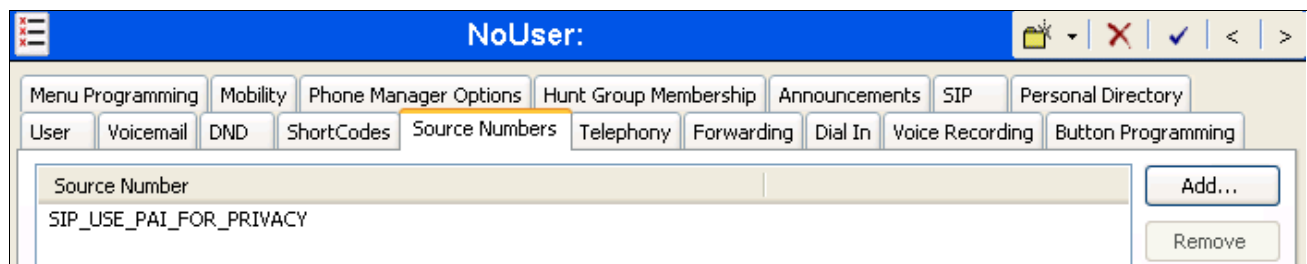 NoUser:
Menu Programming Mobility Phone Manager Options Hunt Group Membership Announcements SIP Personal Directory
User Voicemail DND ShortCodes Source Numbers Telephony Forwarding Dial In Voice Recording Button Programming
Source Number Add...
SIP_USE_PAI_FOR_PRIVACY
Remove